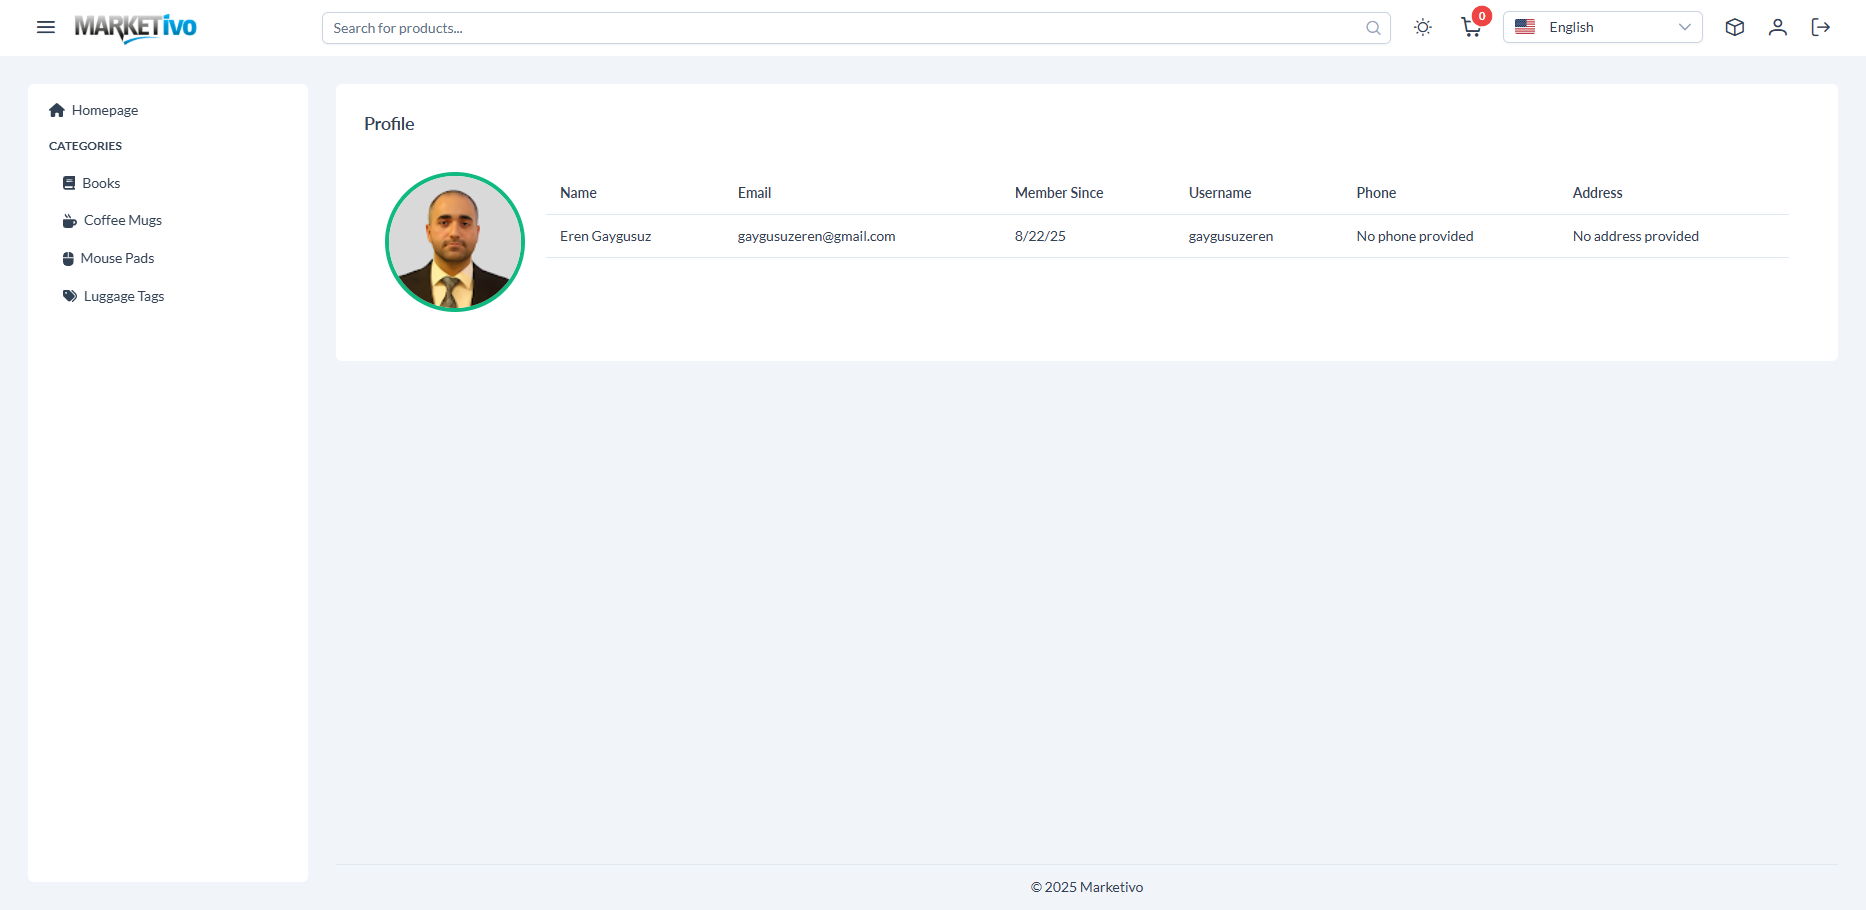 MARKETivo
Search for products...
0
English
Homepage
CATEGORIES
Books
Coffee Mugs
Mouse Pads
Luggage Tags
Profile
Name Email Member Since Username Phone Address
Eren Gaygusuz gaygusuzeren@gmail.com 8/22/25 gaygusuzeren No phone provided No address provided
© 2025 Marketivo